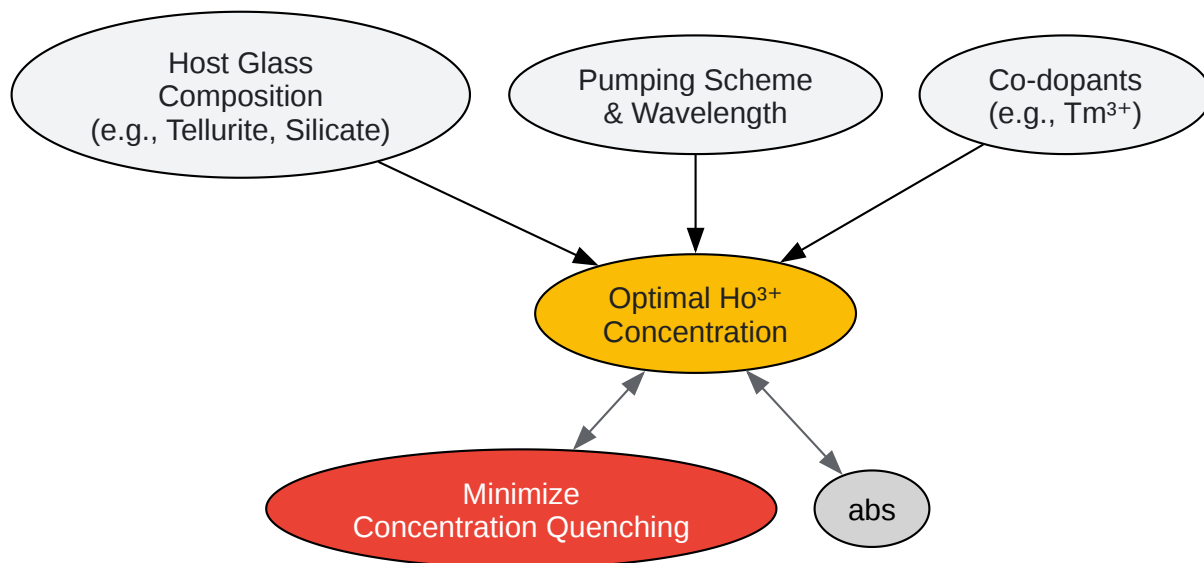 Host Glass
Composition
(e.g., Tellurite, Silicate)
Pumping Scheme
& Wavelength
Co-dopants
(e.g., Tm³⁺)
Optimal Ho³⁺
Concentration
Minimize
Concentration Quenching
abs